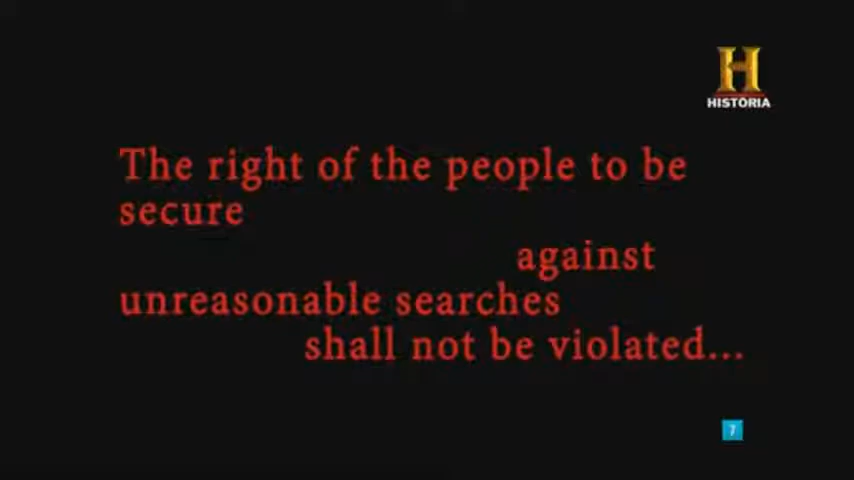 H
HISTORIA
The right of the people to be
secure
against
unreasonable searches
shall not be violated...
7